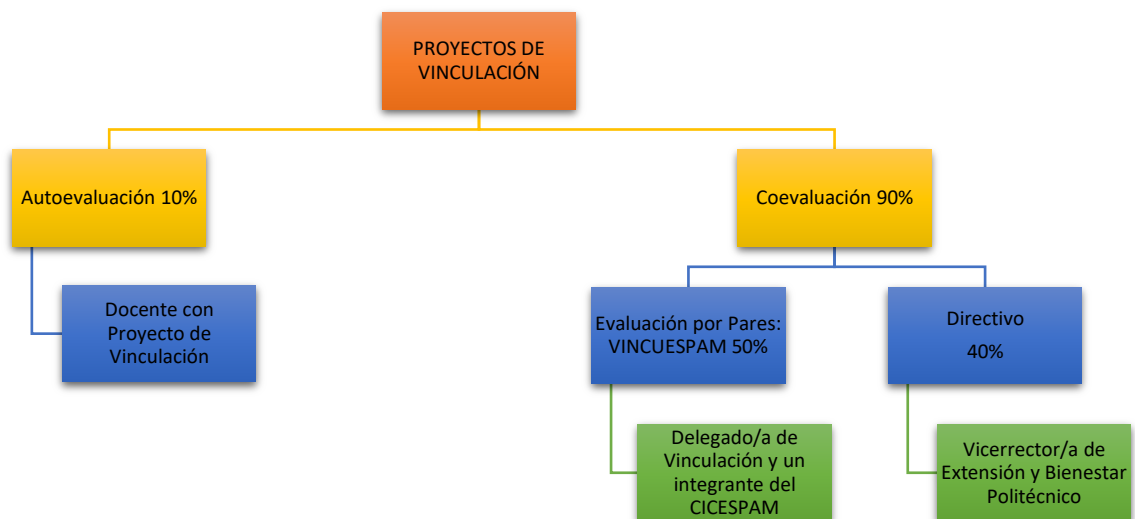 PROYECTOS DE
VINCULACIÓN
Autoevaluación 10%
Coevaluación 90%
Docente con
Proyecto de
Vinculación
Evaluación por Pares:
VINCUESPAM 50%
Directivo
40%
Delegado/a de
Vinculación y un
integrante del
CICESPAM
Vicerrector/a de
Extensión y Bienestar
Politécnico